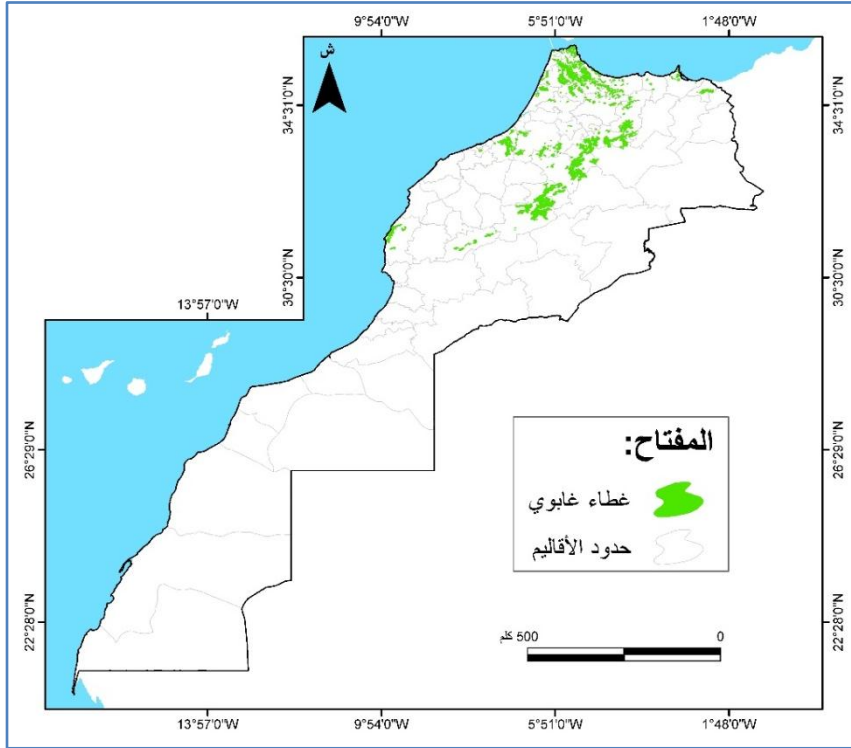 9°54'0"W 5°51'0"W 1°48'0"W
ش
34°31'0"N 34°31'0"N
30°30'0"N 30°30'0"N
13°57'0"W
26°29'0"N 26°29'0"N
المفتاح:
غطاء غابوي
حدود الأقاليم
22°28'0"N 22°28'0"N
500 كلم 0
13°57'0"W 9°54'0"W 5°51'0"W 1°48'0"W